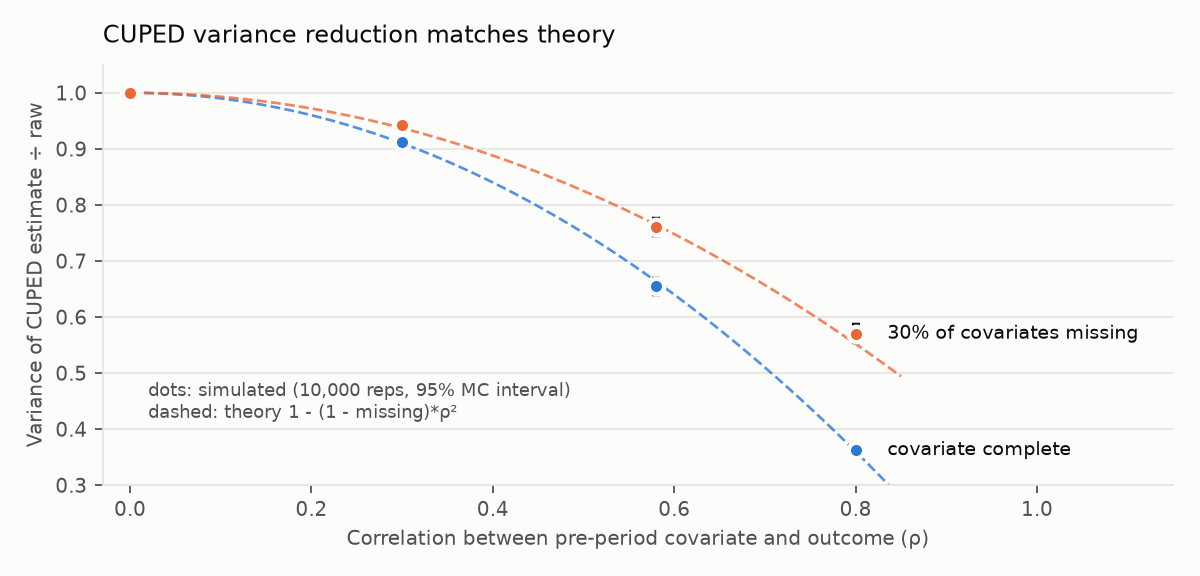 CUPED variance reduction matches theory
Variance of CUPED estimate ÷ raw
1.0
0.9
0.8
0.7
0.6
0.5
0.4
0.3
30% of covariates missing
dots: simulated (10,000 reps, 95% MC interval)
dashed: theory 1 - (1 - missing)*ρ²
covariate complete
0.0 0.2 0.4 0.6 0.8 1.0
Correlation between pre-period covariate and outcome (ρ)